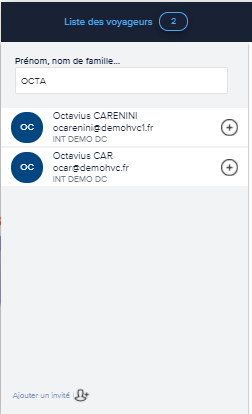 Liste des voyageurs 2
Prénom, nom de famille...
OCTA
OC
Octavius CARENINI
ocarenini@demohvc1.fr
INT DEMO DC
OC
Octavius CAR
ocar@demohvc.fr
INT DEMO DC
Ajouter un invité